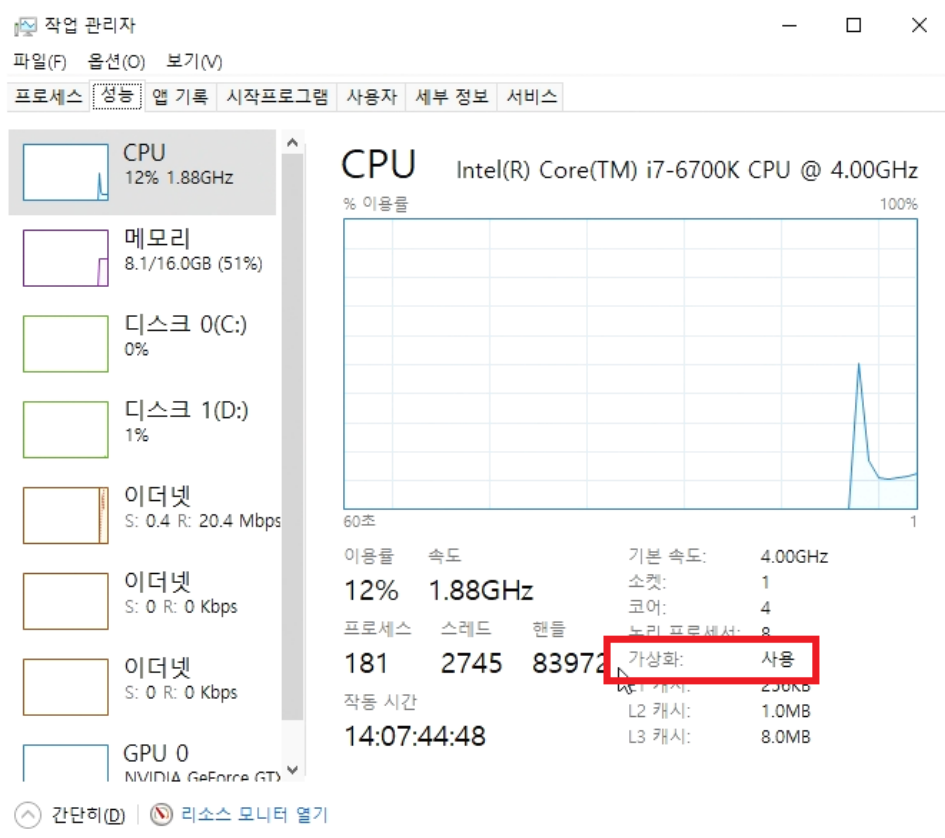 작업 관리자
파일(F) 옵션(O) 보기(V)
프로세스 성능 앱 기록 시작프로그램 사용자 세부 정보 서비스
CPU
12% 1.88GHz
메모리
8.1/16.0GB (51%)
디스크 0(C:)
0%
디스크 1(D:)
1%
이더넷
S: 0.4 R: 20.4 Mbps
이더넷
S: 0 R: 0 Kbps
이더넷
S: 0 R: 0 Kbps
GPU 0
NVIDIA GeForce GTX
CPU Intel(R) Core(TM) i7-6700K CPU @ 4.00GHz
% 이용률 100%
60초 1
이용률 속도
12% 1.88GHz
프로세스 스레드 핸들
181 2745 83972
작동 시간
14:07:44:48
기본 속도: 4.00GHz
소켓: 1
코어: 4
논리 프로세서: 8
가상화: 사용
L1 캐시: 256KB
L2 캐시: 1.0MB
L3 캐시: 8.0MB
간단히(D) 리소스 모니터 열기